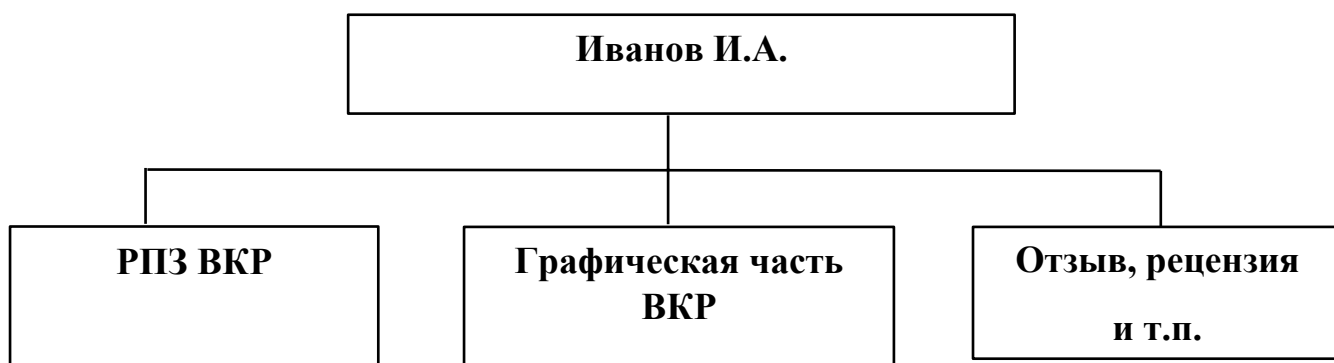 Иванов И.А.
РПЗ ВКР
Графическая часть
ВКР
Отзыв, рецензия
и т.п.